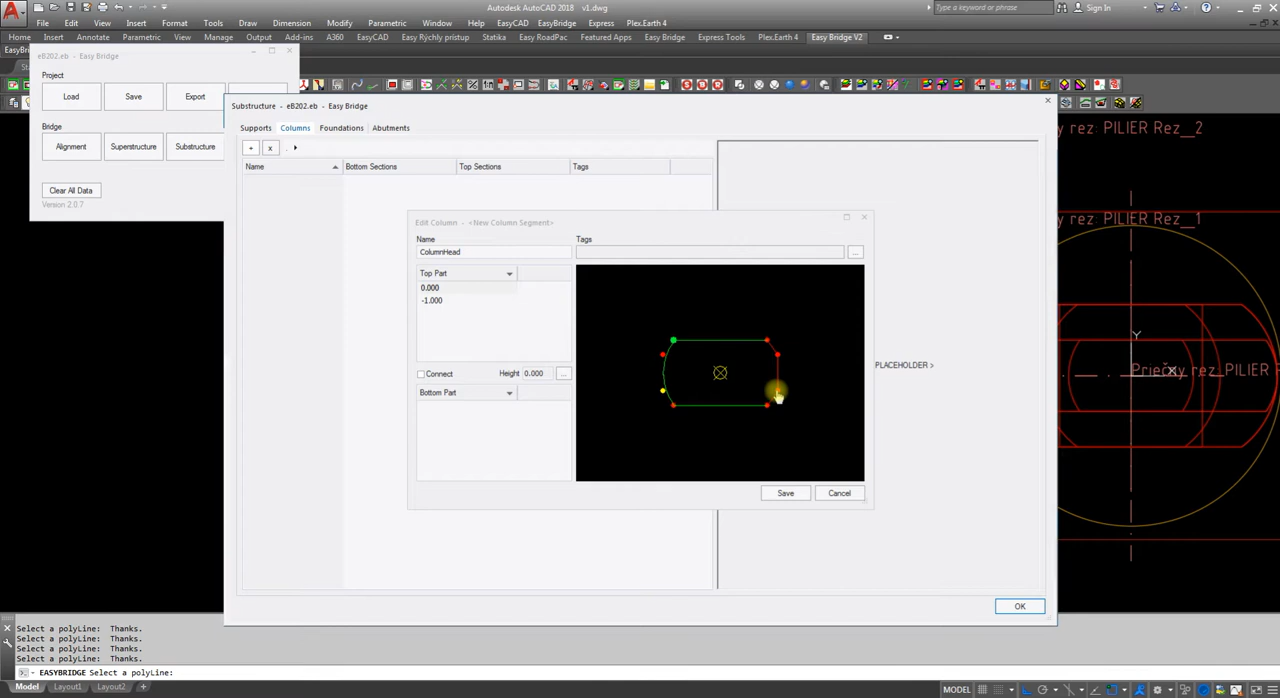 Autodesk AutoCAD 2018 v1.dwg
Type a keyword or phrase
Sign In
File Edit View Insert Format Tools Draw Dimension Modify Parametric Window Help EasyCAD EasyBridge Express Plex.Earth 4
Home Insert Annotate Parametric View Manage Output Add-ins A360 EasyCAD Easy Rýchly prístup Statika Easy RoadPac Featured Apps Easy Bridge Express Tools Plex.Earth 4 Easy Bridge V2
eB202.eb - Easy Bridge
Project
Load Save Export
Bridge
Alignment Superstructure Substructure
Clear All Data
Version 2.0.7
Substructure - eB202.eb - Easy Bridge
Supports Columns Foundations Abutments
+ x
Name Bottom Sections Top Sections Tags
Edit Column - <New Column Segment>
Name Tags
ColumnHead ...
Top Part
0.000
-1.000
Connect Height 0.000 ...
Bottom Part
Save Cancel
PLACEHOLDER >
OK
y rez: PILIER Rez__2
y rez: PILIER Rez__1
Y
Priečny rez: PILIER R
X
Select a polyLine: Thanks.
Select a polyLine: Thanks.
Select a polyLine: Thanks.
Select a polyLine: Thanks.
EASYBRIDGE Select a polyLine:
Model Layout1 Layout2 +
MODEL